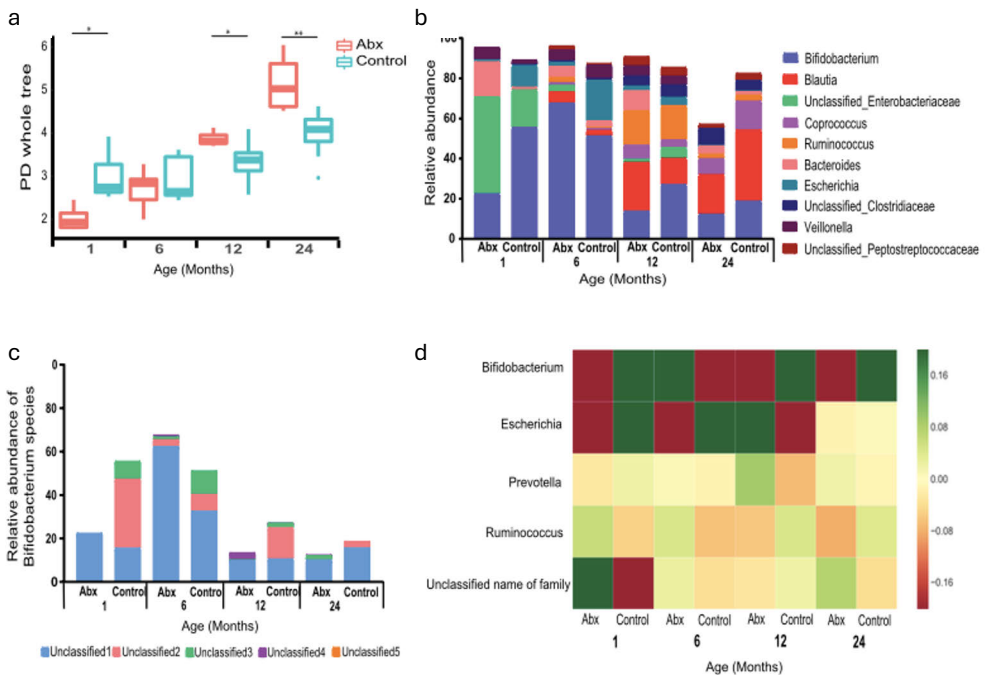 a
*
*
**
Abx
Control
PD whole tree
6
5
4
3
2
1
6
12
24
Age (Months)
b
Relative abundance
100
80
60
40
20
0
Abx Control Abx Control Abx Control Abx Control
1
6
12
24
Age (Months)
Bifidobacterium
Blautia
Unclassified_Enterobacteriaceae
Coprococcus
Ruminococcus
Bacteroides
Escherichia
Unclassified_Clostridiaceae
Veillonella
Unclassified_Peptostreptococcaceae
c
Relative abundance of
Bifidobacterium species
0
80
60
40
20
0
Abx Control Abx Control Abx Control Abx Control
1
6
12
24
Age (Months)
Unclassified1
Unclassified2
Unclassified3
Unclassified4
Unclassified5
d
Bifidobacterium
Escherichia
Prevotella
Ruminococcus
Unclassified name of family
Abx Control Abx Control Abx Control Abx Control
1
6
12
24
Age (Months)
0.16
0.08
0.00
−0.08
−0.16